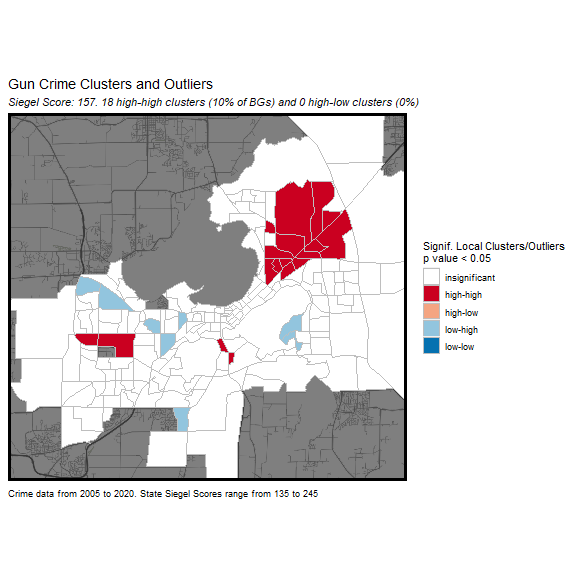 Gun Crime Clusters and Outliers
Siegel Score: 157. 18 high-high clusters (10% of BGs) and 0 high-low clusters (0%)
Signif. Local Clusters/Outliers
p value < 0.05
insignificant
high-high
high-low
low-high
low-low
Crime data from 2005 to 2020. State Siegel Scores range from 135 to 245